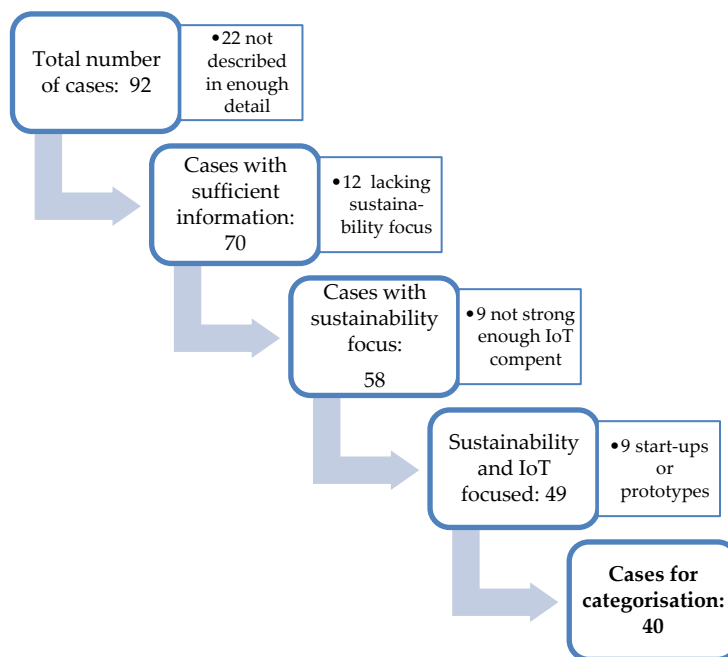 Total number
of cases:  92
•22 not
described
in enough
detail
Cases with
sufficient
information:
70
•12  lacking
sustaina-
bility focus
Cases with
sustainability
focus:
58
•9 not strong
enough IoT
compent
Sustainability
and IoT
focused: 49
•9 start-ups
or
prototypes
Cases for
categorisation:
40